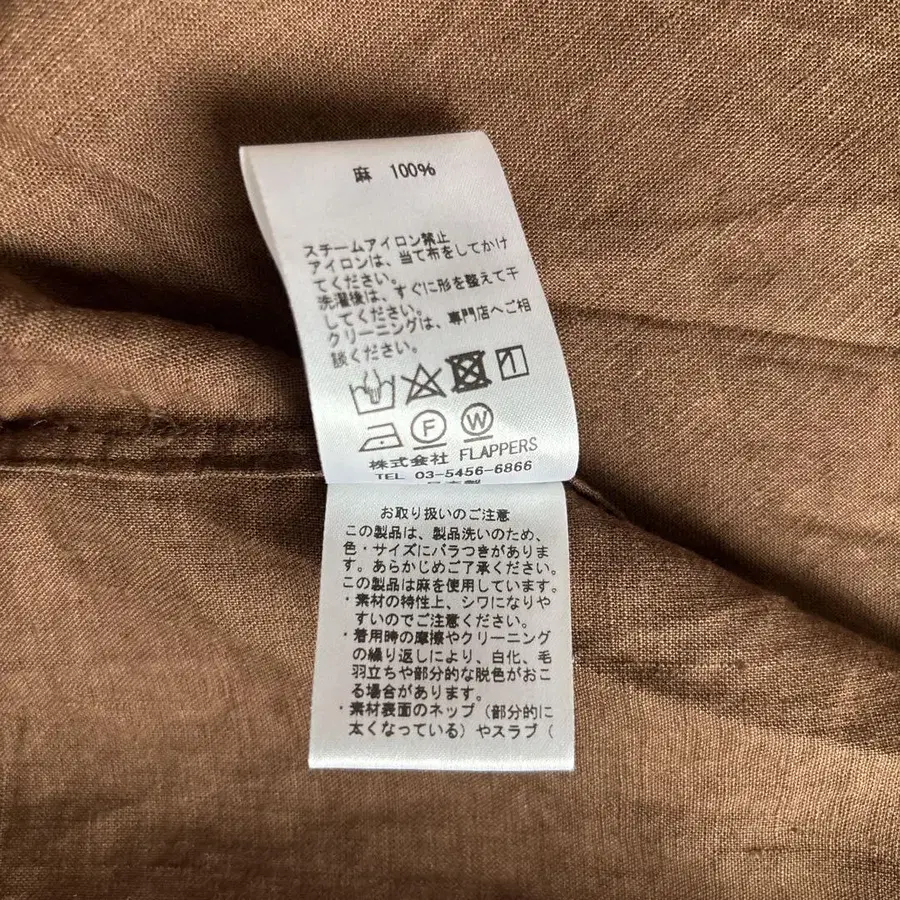 麻 100%
スチームアイロン禁止
アイロンは、当て布をしてかけ
てください。
洗濯後は、すぐに形を整えて干
してください。
クリーニングは、専門店へご相
談ください。
F W
株式会社 FLAPPERS
TEL 03-5456-6866
お取り扱いのご注意
この製品は、製品洗いのため、
色・サイズにバラつきがありま
す。あらかじめご了承ください。
この製品は麻を使用しています。
・素材の特性上、シワになりや
すいのでご注意ください。
・着用時の摩擦やクリーニング
の繰り返しにより、白化、毛
羽立ちや部分的な脱色がおこ
る場合があります。
・素材表面のネップ（部分的に
太くなっている）やスラブ（